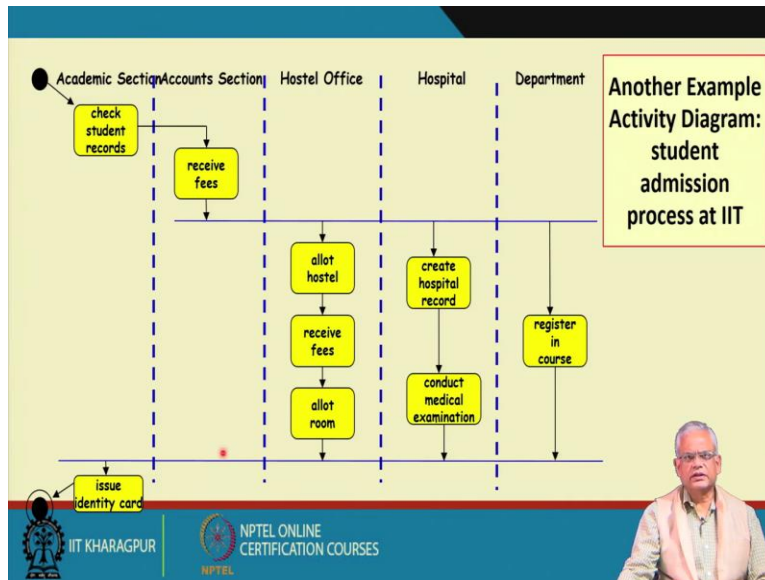 Academic Section
Accounts Section
Hostel Office
Hospital
Department
Another Example
Activity Diagram:
student
admission
process at IIT
check
student
records
receive
fees
allot
hostel
receive
fees
allot
room
create
hospital
record
conduct
medical
examination
register
in
course
issue
identity card
IIT KHARAGPUR
NPTEL
NPTEL ONLINE
CERTIFICATION COURSES